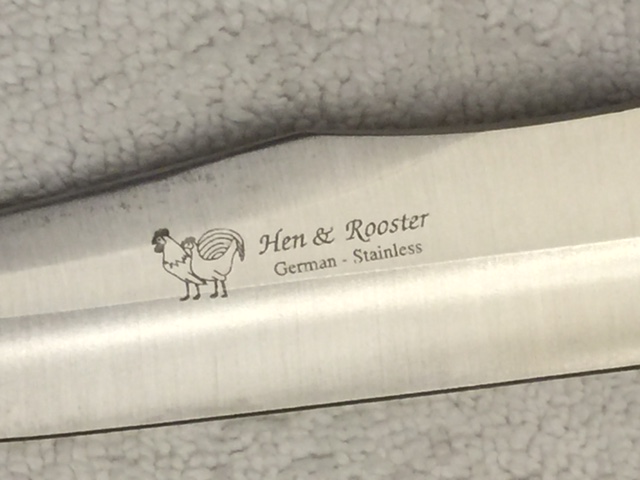 Hen & Rooster
German - Stainless